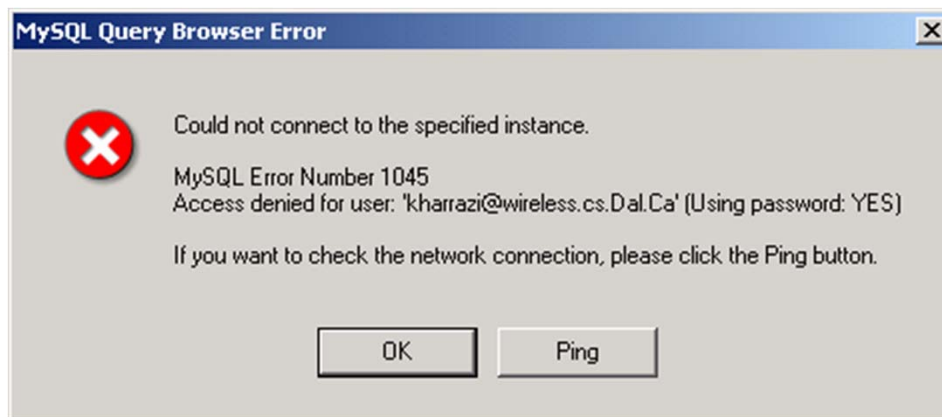 MySQL Query Browser Error
Could not connect to the specified instance.
MySQL Error Number 1045
Access denied for user: 'kharrazi@wireless.cs.Dal.Ca' (Using password: YES)
If you want to check the network connection, please click the Ping button.
OK
Ping